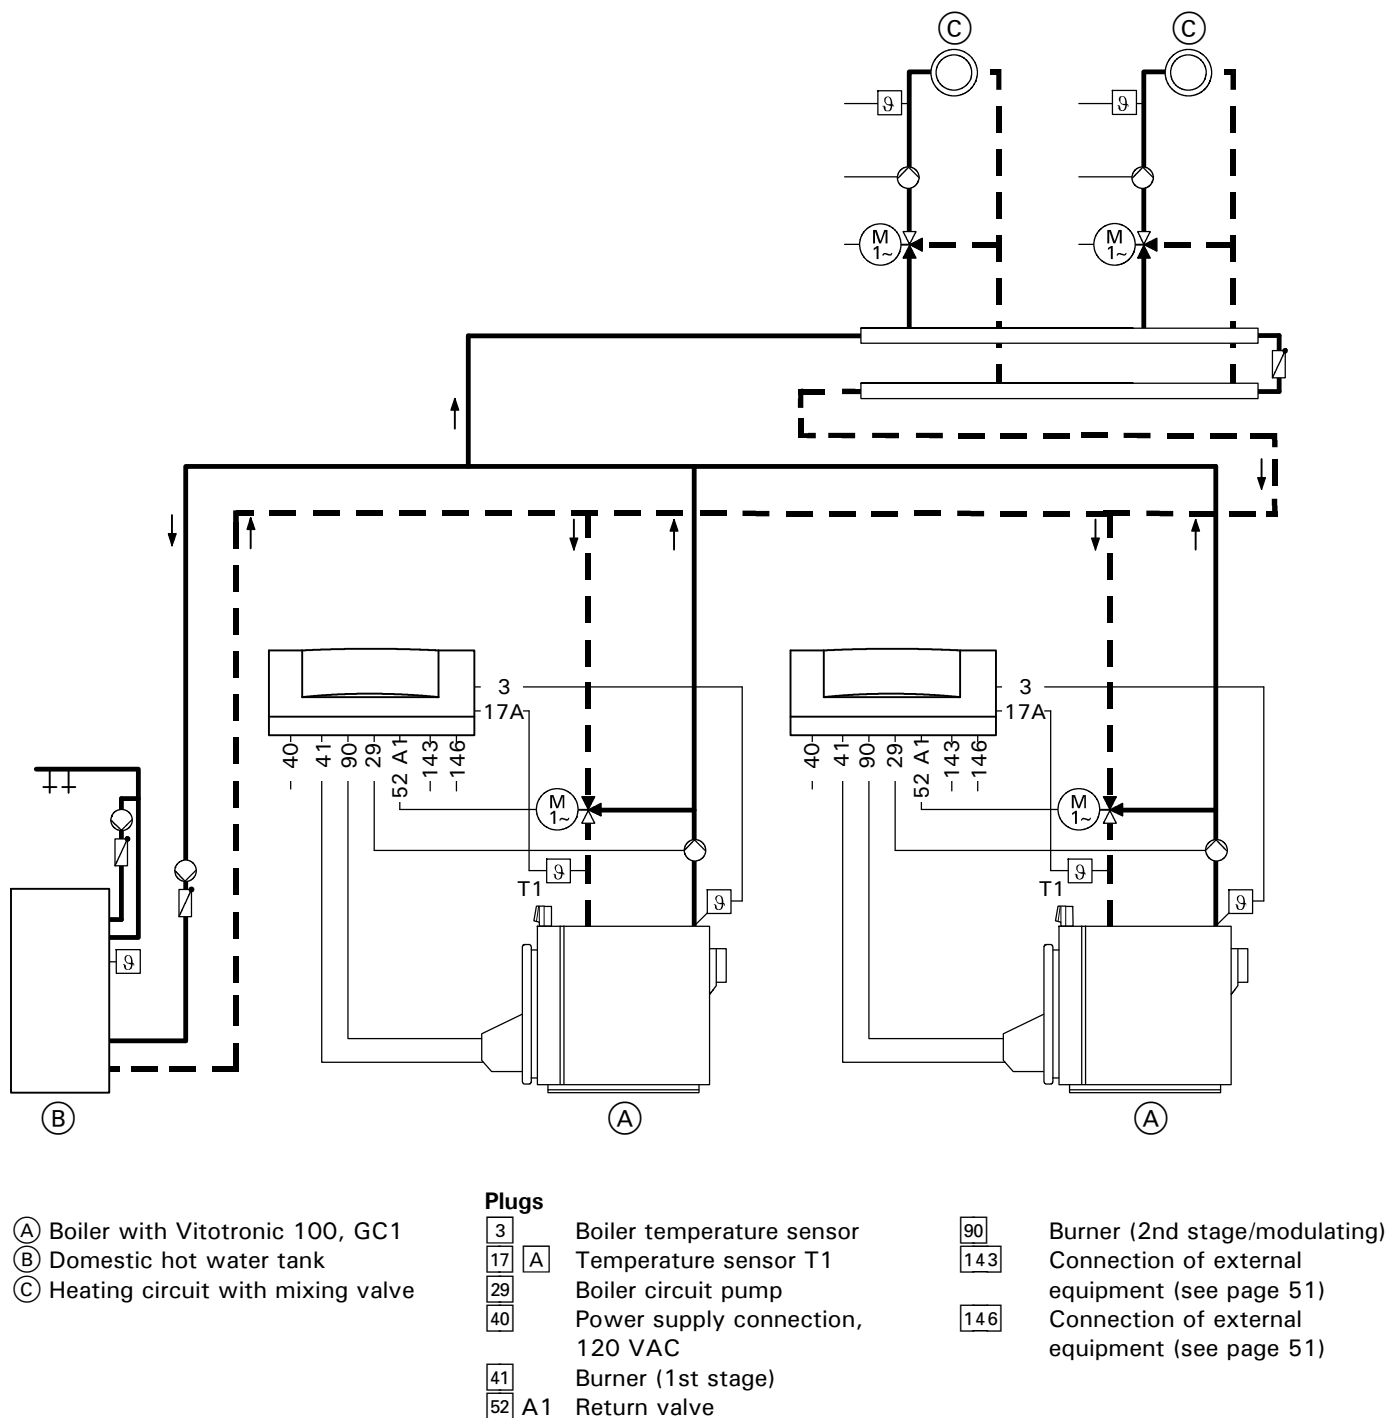 C C
ϑ ϑ
M
1~
M
1~
3
17A
40
41
90
29
52 A1
143
146
3
17A
40
41
90
29
52 A1
143
146
M
1~
M
1~
ϑ
T1
ϑ
ϑ
T1
ϑ
ϑ
B A A
Plugs
A Boiler with Vitotronic 100, GC1
B Domestic hot water tank
C Heating circuit with mixing valve
3 Boiler temperature sensor
17 A Temperature sensor T1
29 Boiler circuit pump
40 Power supply connection,
120 VAC
41 Burner (1st stage)
52 A1 Return valve
90 Burner (2nd stage/modulating)
143 Connection of external
equipment (see page 51)
146 Connection of external
equipment (see page 51)